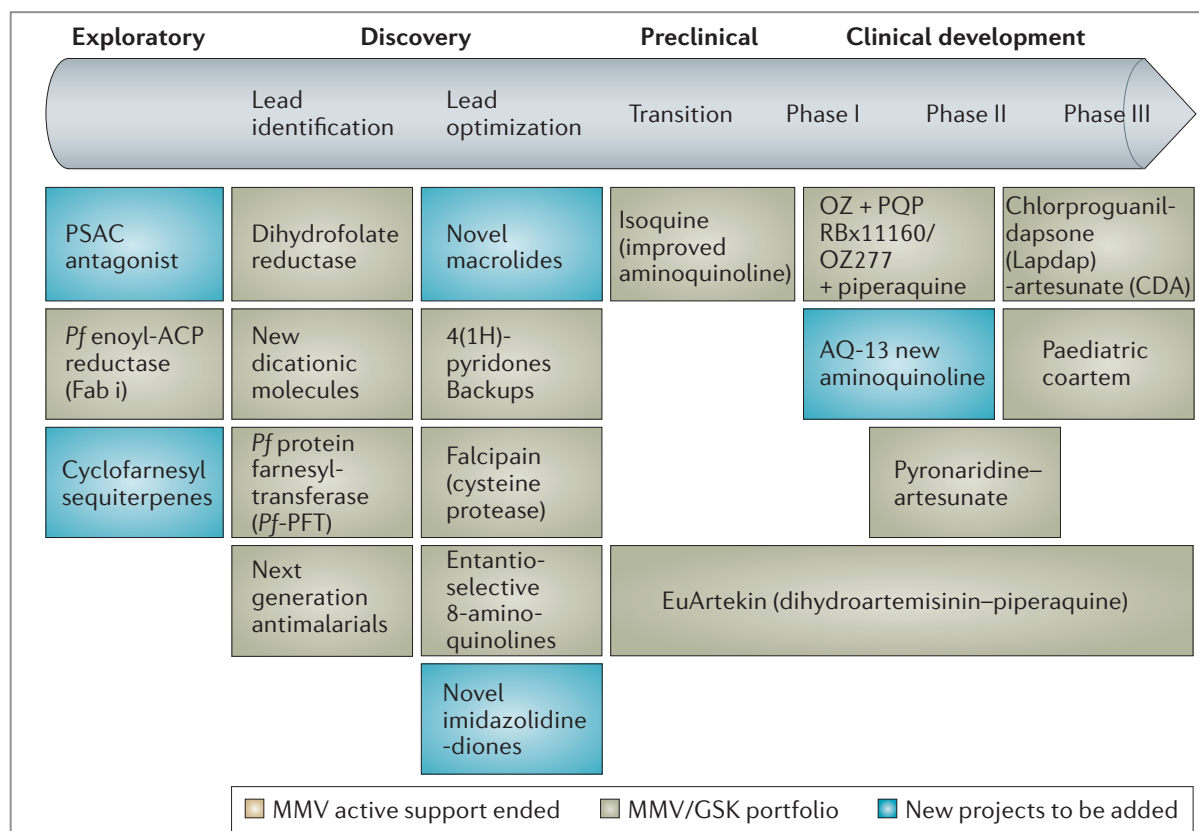 Exploratory
Discovery
Preclinical
Clinical development
Lead
identification
Lead
optimization
Transition
Phase I
Phase II
Phase III
PSAC
antagonist
Dihydrofolate
reductase
Novel
macrolides
Isoquine
(improved
aminoquinoline)
OZ + PQP
RBx11160/
OZ277
+ piperaquine
Chlorproguanil-
dapsone
(Lapdap)
-artesunate (CDA)
Pf enoyl-ACP
reductase
(Fab i)
New
dicationic
molecules
4(1H)-
pyridones
Backups
AQ-13 new
aminoquinoline
Paediatric
coartem
Cyclofarnesyl
sequiterpenes
Pf protein
farnesyl-
transferase
(Pf-PFT)
Falcipain
(cysteine
protease)
Pyronaridine–
artesunate
Next
generation
antimalarials
Entantio-
selective
8-amino-
quinolines
EuArtekin (dihydroartemisinin–piperaquine)
Novel
imidazolidine
-diones
MMV active support ended
MMV/GSK portfolio
New projects to be added